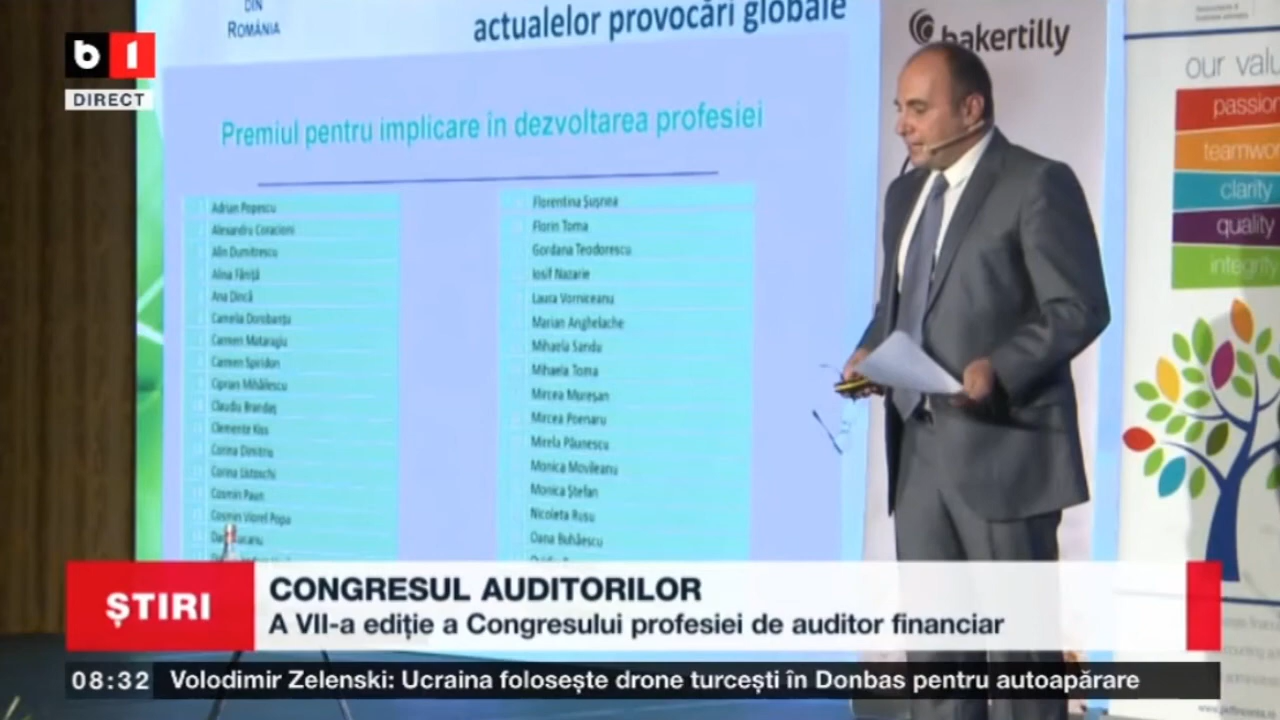 b1
DIRECT
DIN
ROMÂNIA
actualelor provocări globale
bakertilly
our valu
passion
teamwor
clarity
quality
integrity
Premiul pentru implicare in dezvoltarea profesiei
Adrian Popescu
Alexandru Coracioni
Alin Dumitrescu
Alina Făniță
Ana Dincă
Camelia Dorobanțu
Carmen Mataragiu
Carmen Spiridon
Ciprian Mihăilescu
Claudiu Brandaș
Clemente Kiss
Corina Dimitriu
Cosmin Paun
Cosmin Viorel Popa
Florentina Șușnea
Florin Toma
Gordana Teodorescu
Iosif Nazarie
Laura Vorniceanu
Marian Anghelache
Mihaela Sandu
Mihaela Toma
Mircea Mureșan
Mircea Poenaru
Mirela Păunescu
Monica Movileanu
Monica Ștefan
Nicoleta Rusu
Oana Buhăescu
ȘTIRI
CONGRESUL AUDITORILOR
A VII-a ediție a Congresului profesiei de auditor financiar
08:32 Volodimir Zelenski: Ucraina folosește drone turcești în Donbas pentru autoapărare